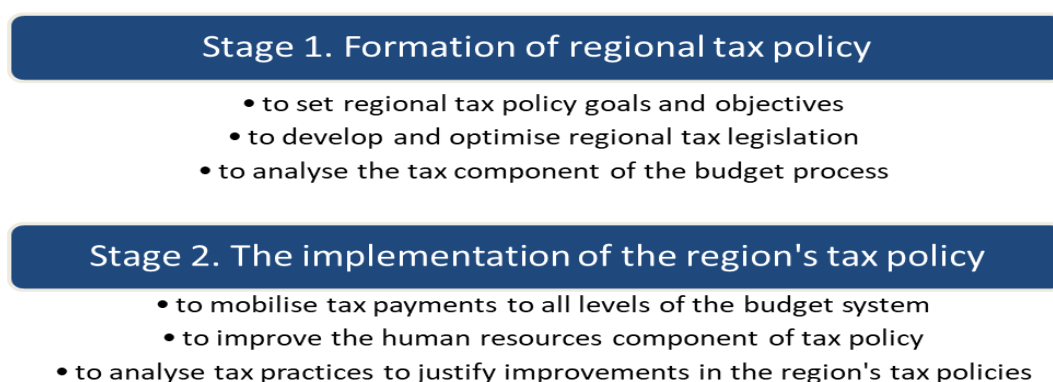 Stage 1. Formation of regional tax policy
• to set regional tax policy goals and objectives
• to develop and optimise regional tax legislation
• to analyse the tax component of the budget process
Stage 2. The implementation of the region's tax policy
• to mobilise tax payments to all levels of the budget system
• to improve the human resources component of tax policy
• to analyse tax practices to justify improvements in the region's tax policies